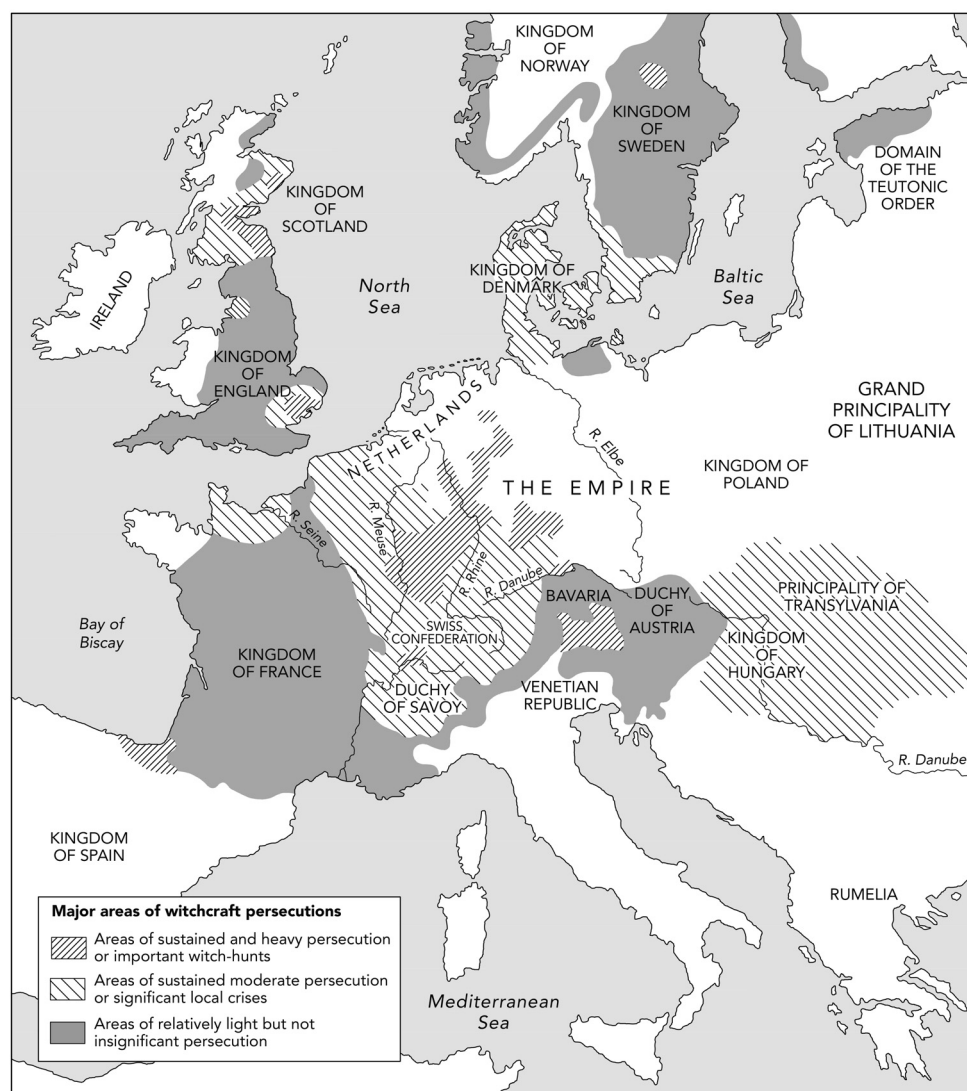 KINGDOM
OF
NORWAY
KINGDOM
OF
SWEDEN
DOMAIN
OF THE
TEUTONIC
ORDER
KINGDOM
OF
SCOTLAND
IRELAND
North
Sea
KINGDOM OF
DENMARK
Baltic
Sea
KINGDOM
OF
ENGLAND
NETHERLANDS
GRAND
PRINCIPALITY
OF LITHUANIA
R. Elbe
KINGDOM OF
POLAND
THE EMPIRE
R. Seine
R. Meuse
R. Rhine
R. Danube
BAVARIA
DUCHY
OF
AUSTRIA
PRINCIPALITY OF
TRANSYLVANIA
Bay of
Biscay
SWISS
CONFEDERATION
KINGDOM
OF
HUNGARY
KINGDOM
OF FRANCE
DUCHY
OF SAVOY
VENETIAN
REPUBLIC
R. Danube
KINGDOM
OF SPAIN
RUMELIA
Major areas of witchcraft persecutions
Areas of sustained and heavy persecution
or important witch-hunts
Areas of sustained moderate persecution
or significant local crises
Areas of relatively light but not
insignificant persecution
Mediterranean
Sea